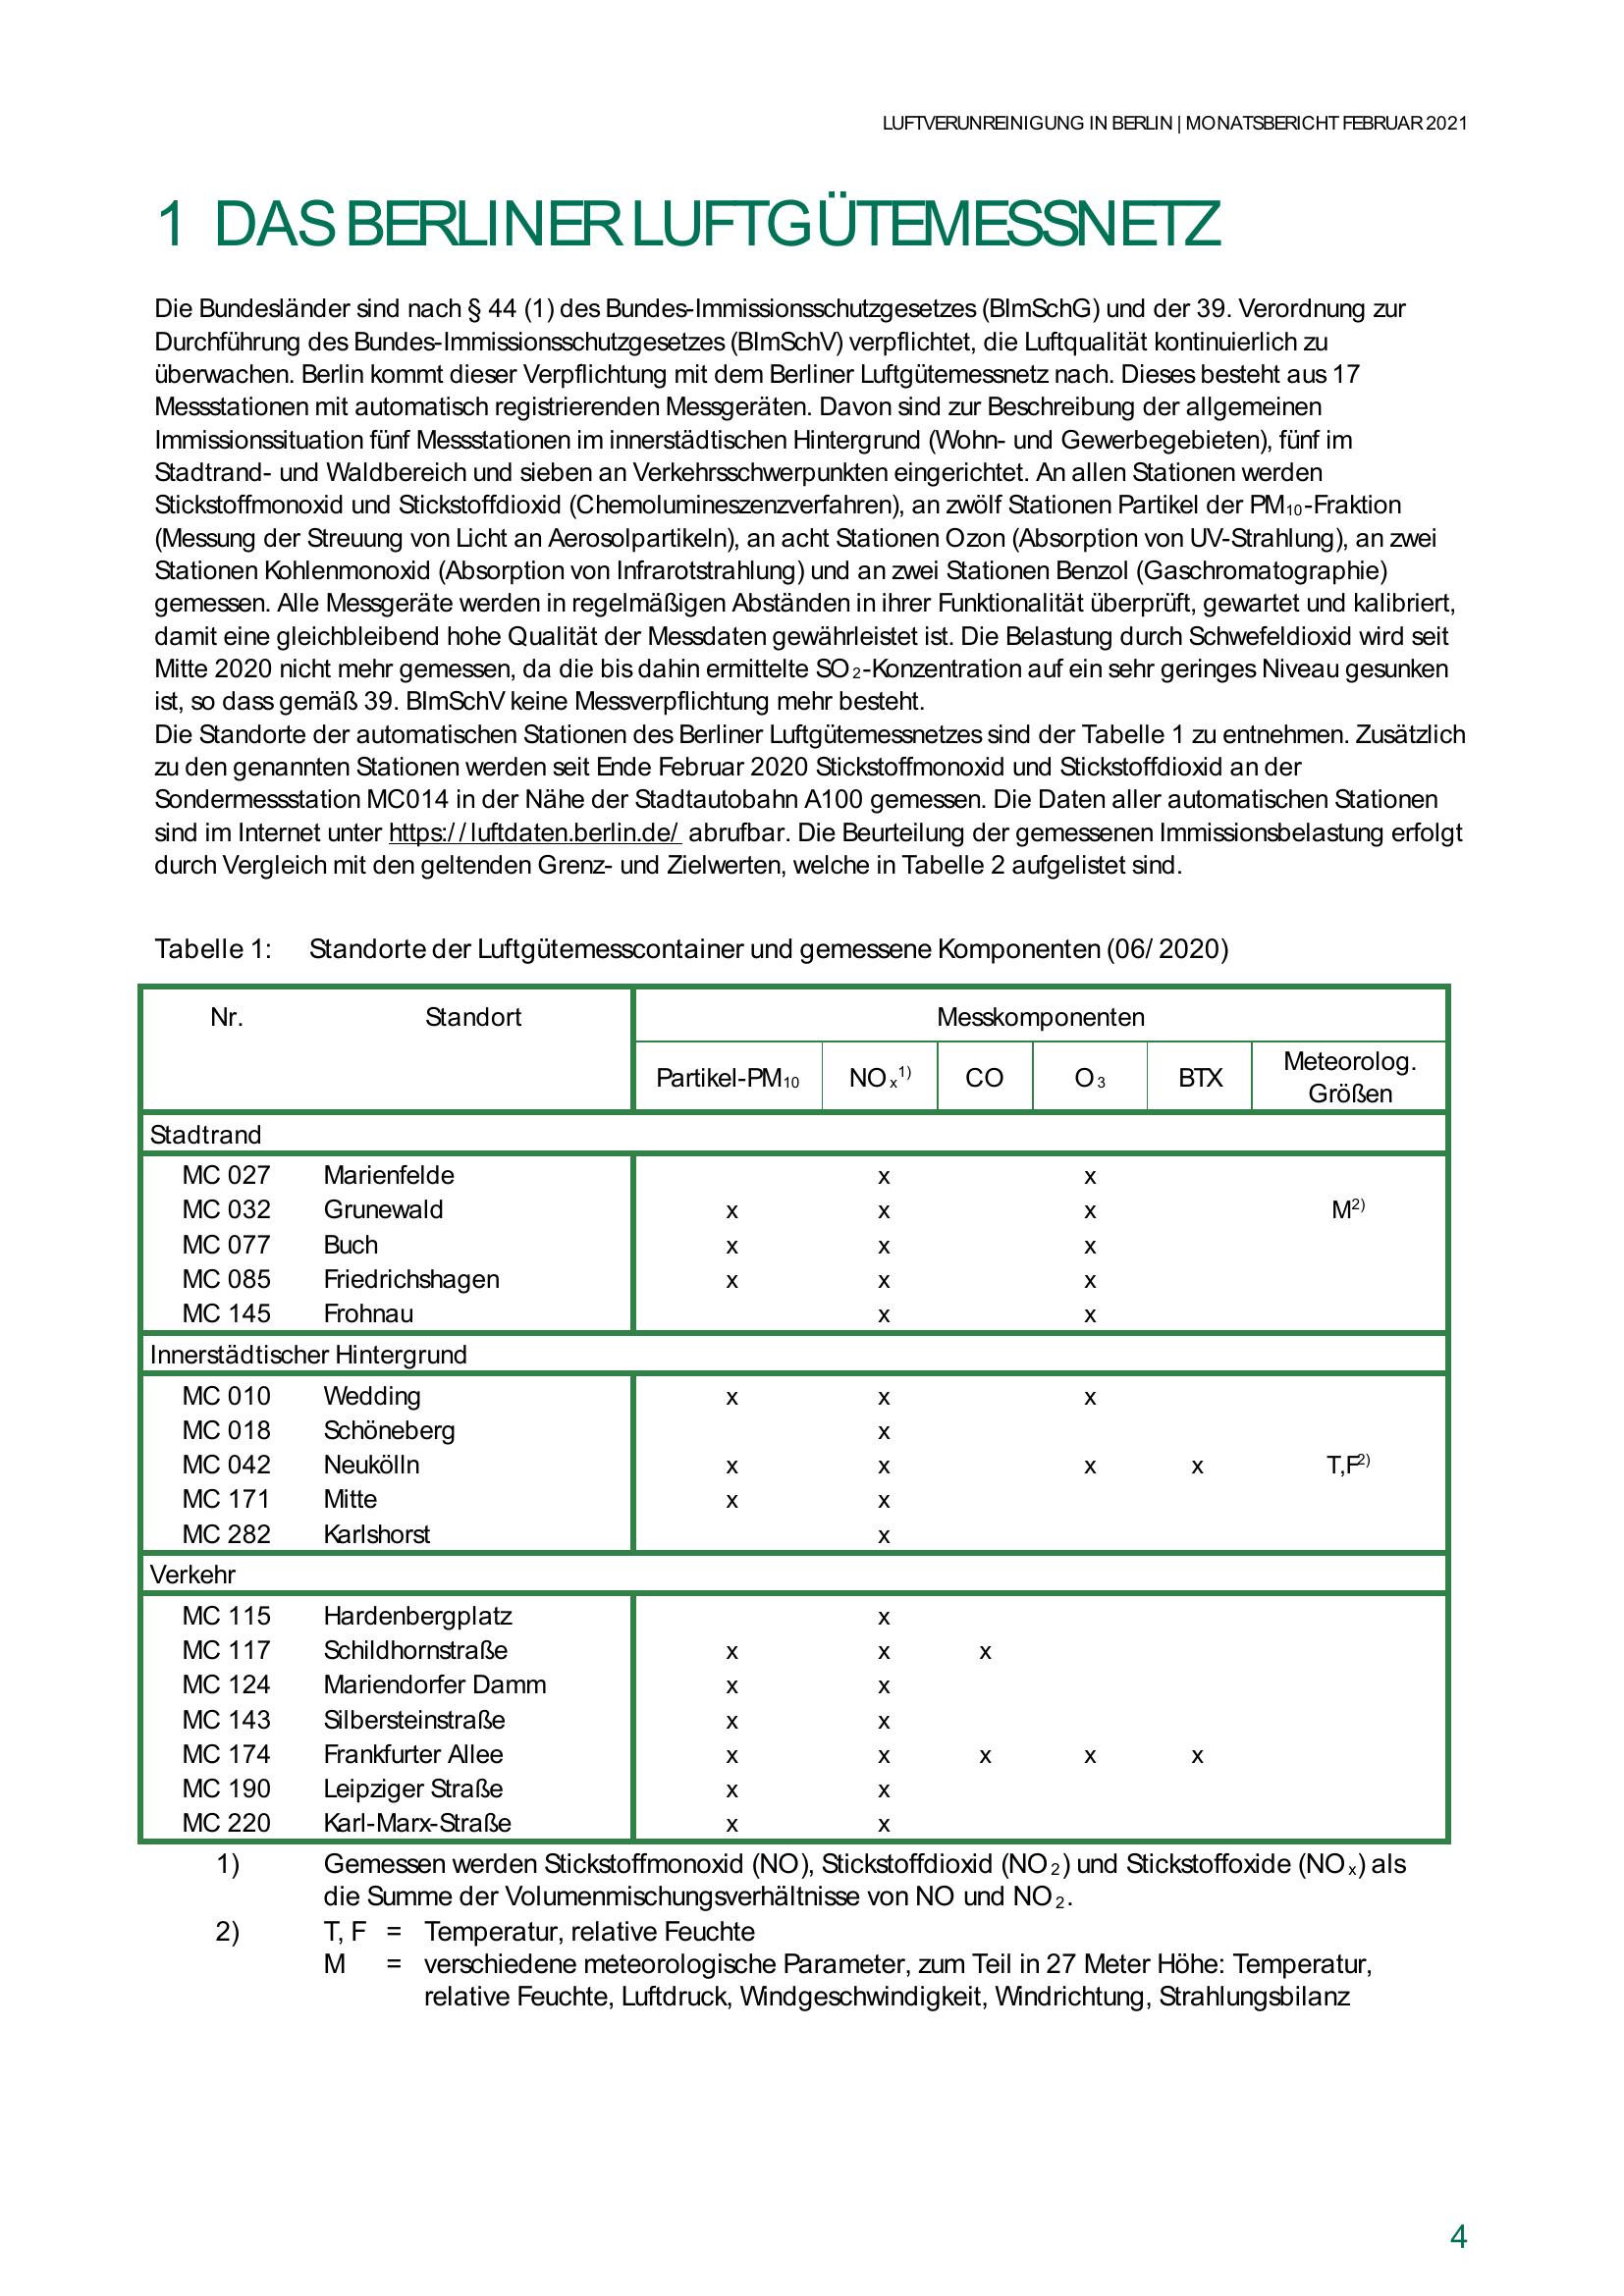 LUFTVERUNREINIGUNG IN BERLIN | MONATSBERICHT FEBRUAR 2021
1 DAS BERLINER LUFTGÜTEMESSNETZ
Die Bundesländer sind nach § 44 (1) des Bundes-Immissionsschutzgesetzes (BImSchG) und der 39. Verordnung zur
Durchführung des Bundes-Immissionsschutzgesetzes (BImSchV) verpflichtet, die Luftqualität kontinuierlich zu
überwachen. Berlin kommt dieser Verpflichtung mit dem Berliner Luftgütemessnetz nach. Dieses besteht aus 17
Messstationen mit automatisch registrierenden Messgeräten. Davon sind zur Beschreibung der allgemeinen
Immissionssituation fünf Messstationen im innerstädtischen Hintergrund (Wohn- und Gewerbegebieten), fünf im
Stadtrand- und Waldbereich und sieben an Verkehrsschwerpunkten eingerichtet. An allen Stationen werden
Stickstoffmonoxid und Stickstoffdioxid (Chemolumineszenzverfahren), an zwölf Stationen Partikel der PM₁₀-Fraktion
(Messung der Streuung von Licht an Aerosolpartikeln), an acht Stationen Ozon (Absorption von UV-Strahlung), an zwei
Stationen Kohlenmonoxid (Absorption von Infrarotstrahlung) und an zwei Stationen Benzol (Gaschromatographie)
gemessen. Alle Messgeräte werden in regelmäßigen Abständen in ihrer Funktionalität überprüft, gewartet und kalibriert,
damit eine gleichbleibend hohe Qualität der Messdaten gewährleistet ist. Die Belastung durch Schwefeldioxid wird seit
Mitte 2020 nicht mehr gemessen, da die bis dahin ermittelte SO₂-Konzentration auf ein sehr geringes Niveau gesunken
ist, so dass gemäß 39. BImSchV keine Messverpflichtung mehr besteht.
Die Standorte der automatischen Stationen des Berliner Luftgütemessnetzes sind der Tabelle 1 zu entnehmen. Zusätzlich
zu den genannten Stationen werden seit Ende Februar 2020 Stickstoffmonoxid und Stickstoffdioxid an der
Sondermessstation MC014 in der Nähe der Stadtautobahn A100 gemessen. Die Daten aller automatischen Stationen
sind im Internet unter https://luftdaten.berlin.de/ abrufbar. Die Beurteilung der gemessenen Immissionsbelastung erfolgt
durch Vergleich mit den geltenden Grenz- und Zielwerten, welche in Tabelle 2 aufgelistet sind.
Tabelle 1: Standorte der Luftgütemesscontainer und gemessene Komponenten (06/2020)
Nr. Standort Messkomponenten
Partikel-PM₁₀ NOₓ¹⁾ CO O₃ BTX Meteorolog.
Größen
Stadtrand
MC 027 Marienfelde x x
MC 032 Grunewald x x x M²⁾
MC 077 Buch x x x
MC 085 Friedrichshagen x x x
MC 145 Frohnau x x
Innerstädtischer Hintergrund
MC 010 Wedding x x x
MC 018 Schöneberg x
MC 042 Neukölln x x x x T,F²⁾
MC 171 Mitte x x
MC 282 Karlshorst x
Verkehr
MC 115 Hardenbergplatz x
MC 117 Schildhornstraße x x x
MC 124 Mariendorfer Damm x x
MC 143 Silbersteinstraße x x
MC 174 Frankfurter Allee x x x x x
MC 190 Leipziger Straße x x
MC 220 Karl-Marx-Straße x x
1) Gemessen werden Stickstoffmonoxid (NO), Stickstoffdioxid (NO₂) und Stickstoffoxide (NOₓ) als
die Summe der Volumenmischungsverhältnisse von NO und NO₂.
2) T, F = Temperatur, relative Feuchte
M = verschiedene meteorologische Parameter, zum Teil in 27 Meter Höhe: Temperatur,
relative Feuchte, Luftdruck, Windgeschwindigkeit, Windrichtung, Strahlungsbilanz
4